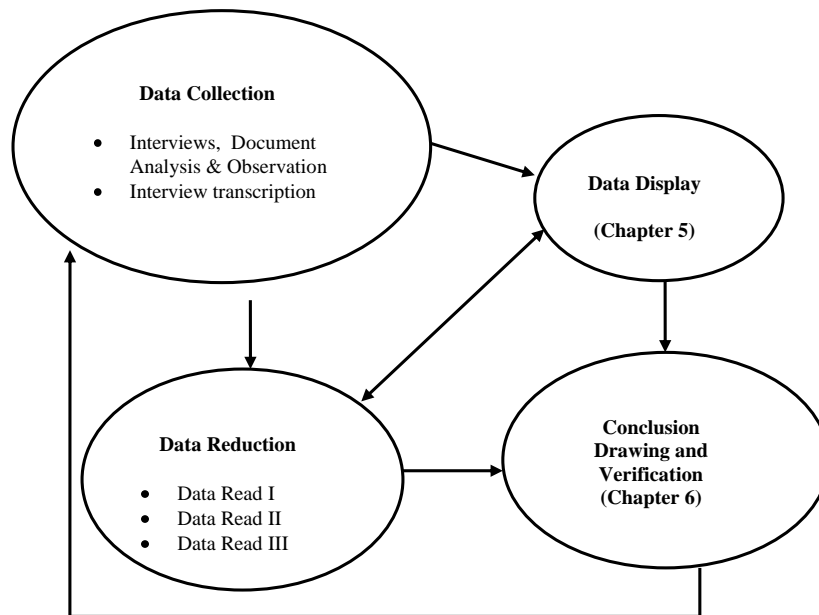 Data Collection
• Interviews, Document
Analysis & Observation
• Interview transcription
Data Display
(Chapter 5)
Data Reduction
• Data Read I
• Data Read II
• Data Read III
Conclusion
Drawing and
Verification
(Chapter 6)